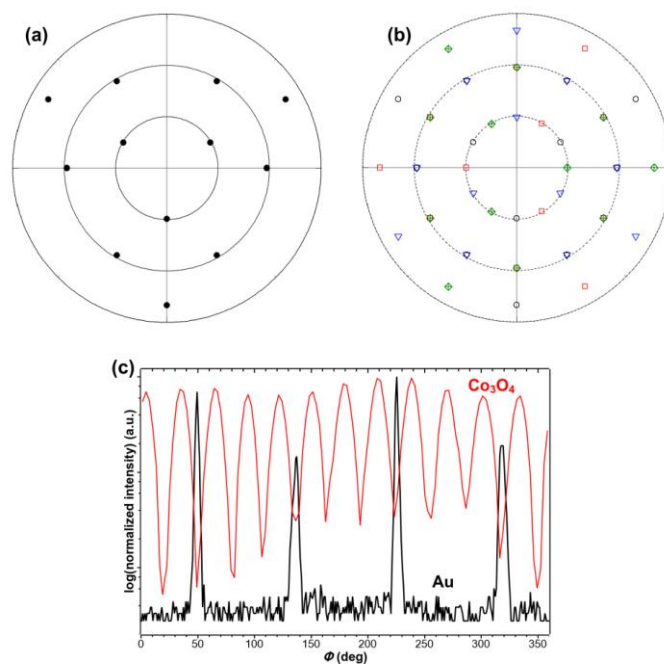 (a)
(b)
(c)
Co₃O₄
Au
log(normalized intensity) (a.u.)
0 50 100 150 200 250 300 350
Φ (deg)